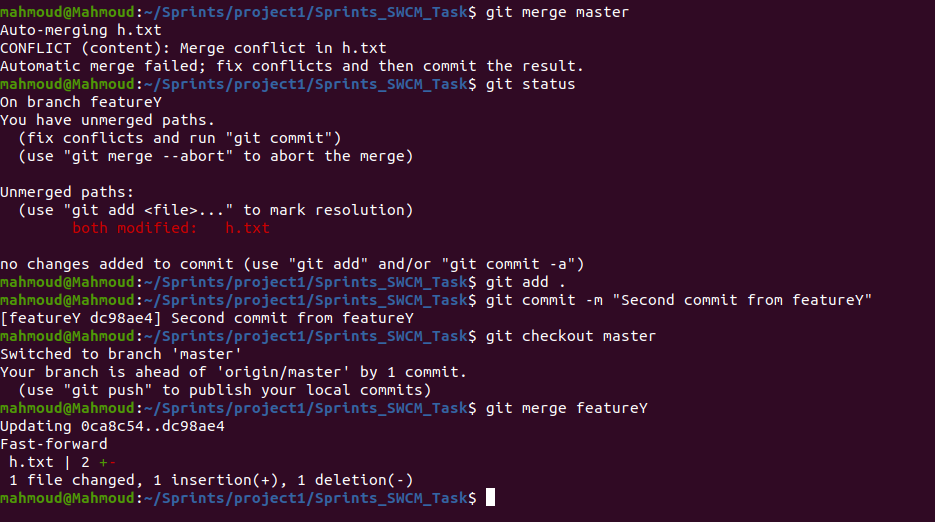 mahmoud@Mahmoud:~/Sprints/project1/Sprints_SWCM_Task$ git merge master
Auto-merging h.txt
CONFLICT (content): Merge conflict in h.txt
Automatic merge failed; fix conflicts and then commit the result.
mahmoud@Mahmoud:~/Sprints/project1/Sprints_SWCM_Task$ git status
On branch featureY
You have unmerged paths.
  (fix conflicts and run "git commit")
  (use "git merge --abort" to abort the merge)

Unmerged paths:
  (use "git add <file>..." to mark resolution)
        both modified:   h.txt

no changes added to commit (use "git add" and/or "git commit -a")
mahmoud@Mahmoud:~/Sprints/project1/Sprints_SWCM_Task$ git add .
mahmoud@Mahmoud:~/Sprints/project1/Sprints_SWCM_Task$ git commit -m "Second commit from featureY"
[featureY dc98ae4] Second commit from featureY
mahmoud@Mahmoud:~/Sprints/project1/Sprints_SWCM_Task$ git checkout master
Switched to branch 'master'
Your branch is ahead of 'origin/master' by 1 commit.
  (use "git push" to publish your local commits)
mahmoud@Mahmoud:~/Sprints/project1/Sprints_SWCM_Task$ git merge featureY
Updating 0ca8c54..dc98ae4
Fast-forward
 h.txt | 2 +-
 1 file changed, 1 insertion(+), 1 deletion(-)
mahmoud@Mahmoud:~/Sprints/project1/Sprints_SWCM_Task$